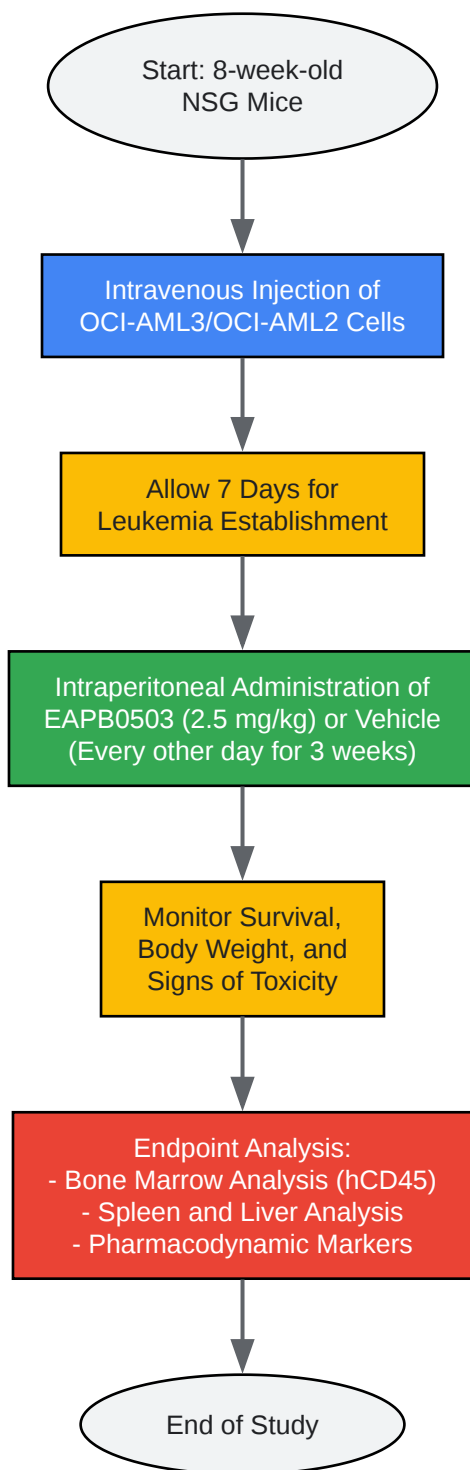 Start: 8-week-old
NSG Mice
Intravenous Injection of
OCI-AML3/OCI-AML2 Cells
Allow 7 Days for
Leukemia Establishment
Intraperitoneal Administration of
EAPB0503 (2.5 mg/kg) or Vehicle
(Every other day for 3 weeks)
Monitor Survival,
Body Weight, and
Signs of Toxicity
Endpoint Analysis:
- Bone Marrow Analysis (hCD45)
- Spleen and Liver Analysis
- Pharmacodynamic Markers
End of Study